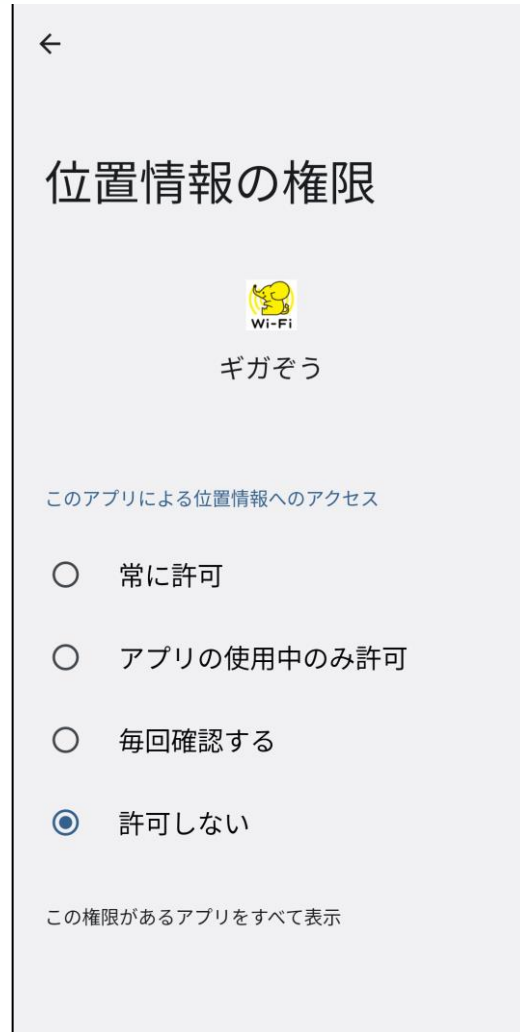 位置情報の権限
Wi-Fi
ギガぞう
このアプリによる位置情報へのアクセス
常に許可
アプリの使用中のみ許可
毎回確認する
許可しない
この権限があるアプリをすべて表示